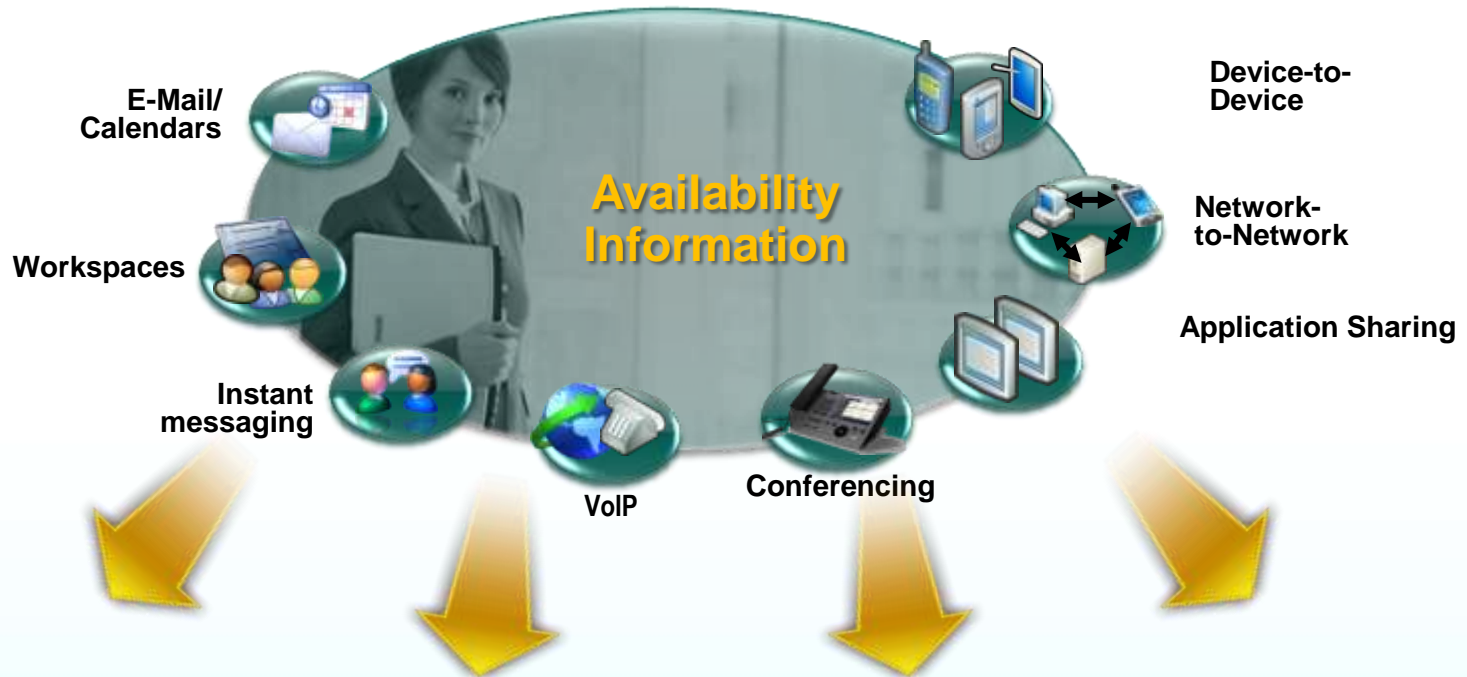 E-Mail/
Calendars
Device-to-
Device
Availability
Information
Network-
to-Network
Workspaces
Application Sharing
Instant
messaging
Conferencing
VoIP